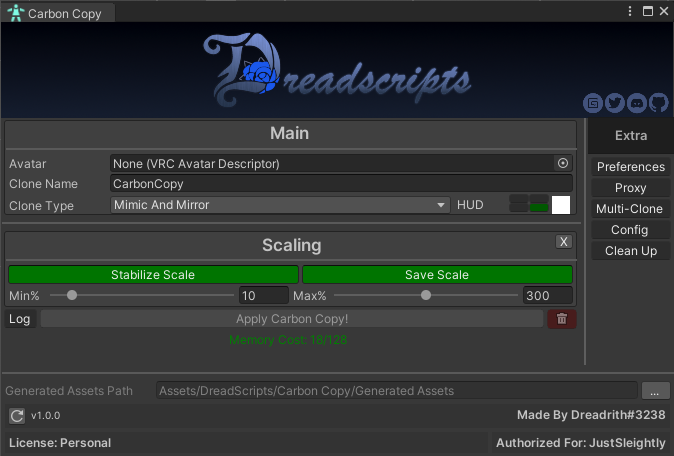 Carbon Copy
Dreadscripts
Main
Extra
Avatar None (VRC Avatar Descriptor)
Clone Name CarbonCopy
Clone Type Mimic And Mirror HUD
Preferences
Proxy
Multi-Clone
Config
Clean Up
Scaling X
Stabilize Scale Save Scale
Min% 10 Max% 300
Log Apply Carbon Copy!
Memory Cost: 18/128
Generated Assets Path Assets/DreadScripts/Carbon Copy/Generated Assets ...
v1.0.0 Made By Dreadrith#3238
License: Personal Authorized For: JustSleightly